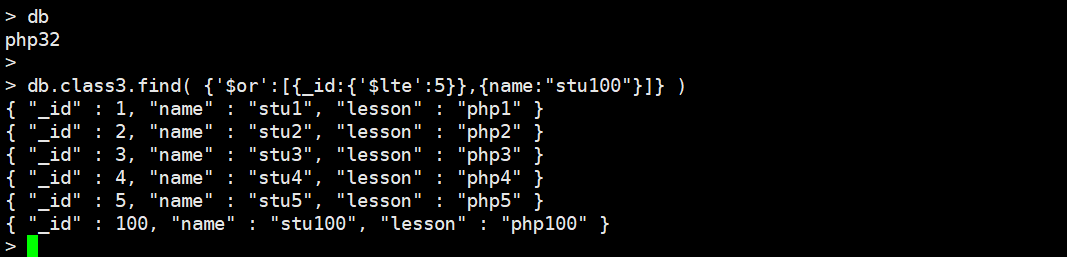 > db
php32
>
> db.class3.find( {'$or':[{_id:{'$lte':5}},{name:"stu100"}]} )
{ "_id" : 1, "name" : "stu1", "lesson" : "php1" }
{ "_id" : 2, "name" : "stu2", "lesson" : "php2" }
{ "_id" : 3, "name" : "stu3", "lesson" : "php3" }
{ "_id" : 4, "name" : "stu4", "lesson" : "php4" }
{ "_id" : 5, "name" : "stu5", "lesson" : "php5" }
{ "_id" : 100, "name" : "stu100", "lesson" : "php100" }
>